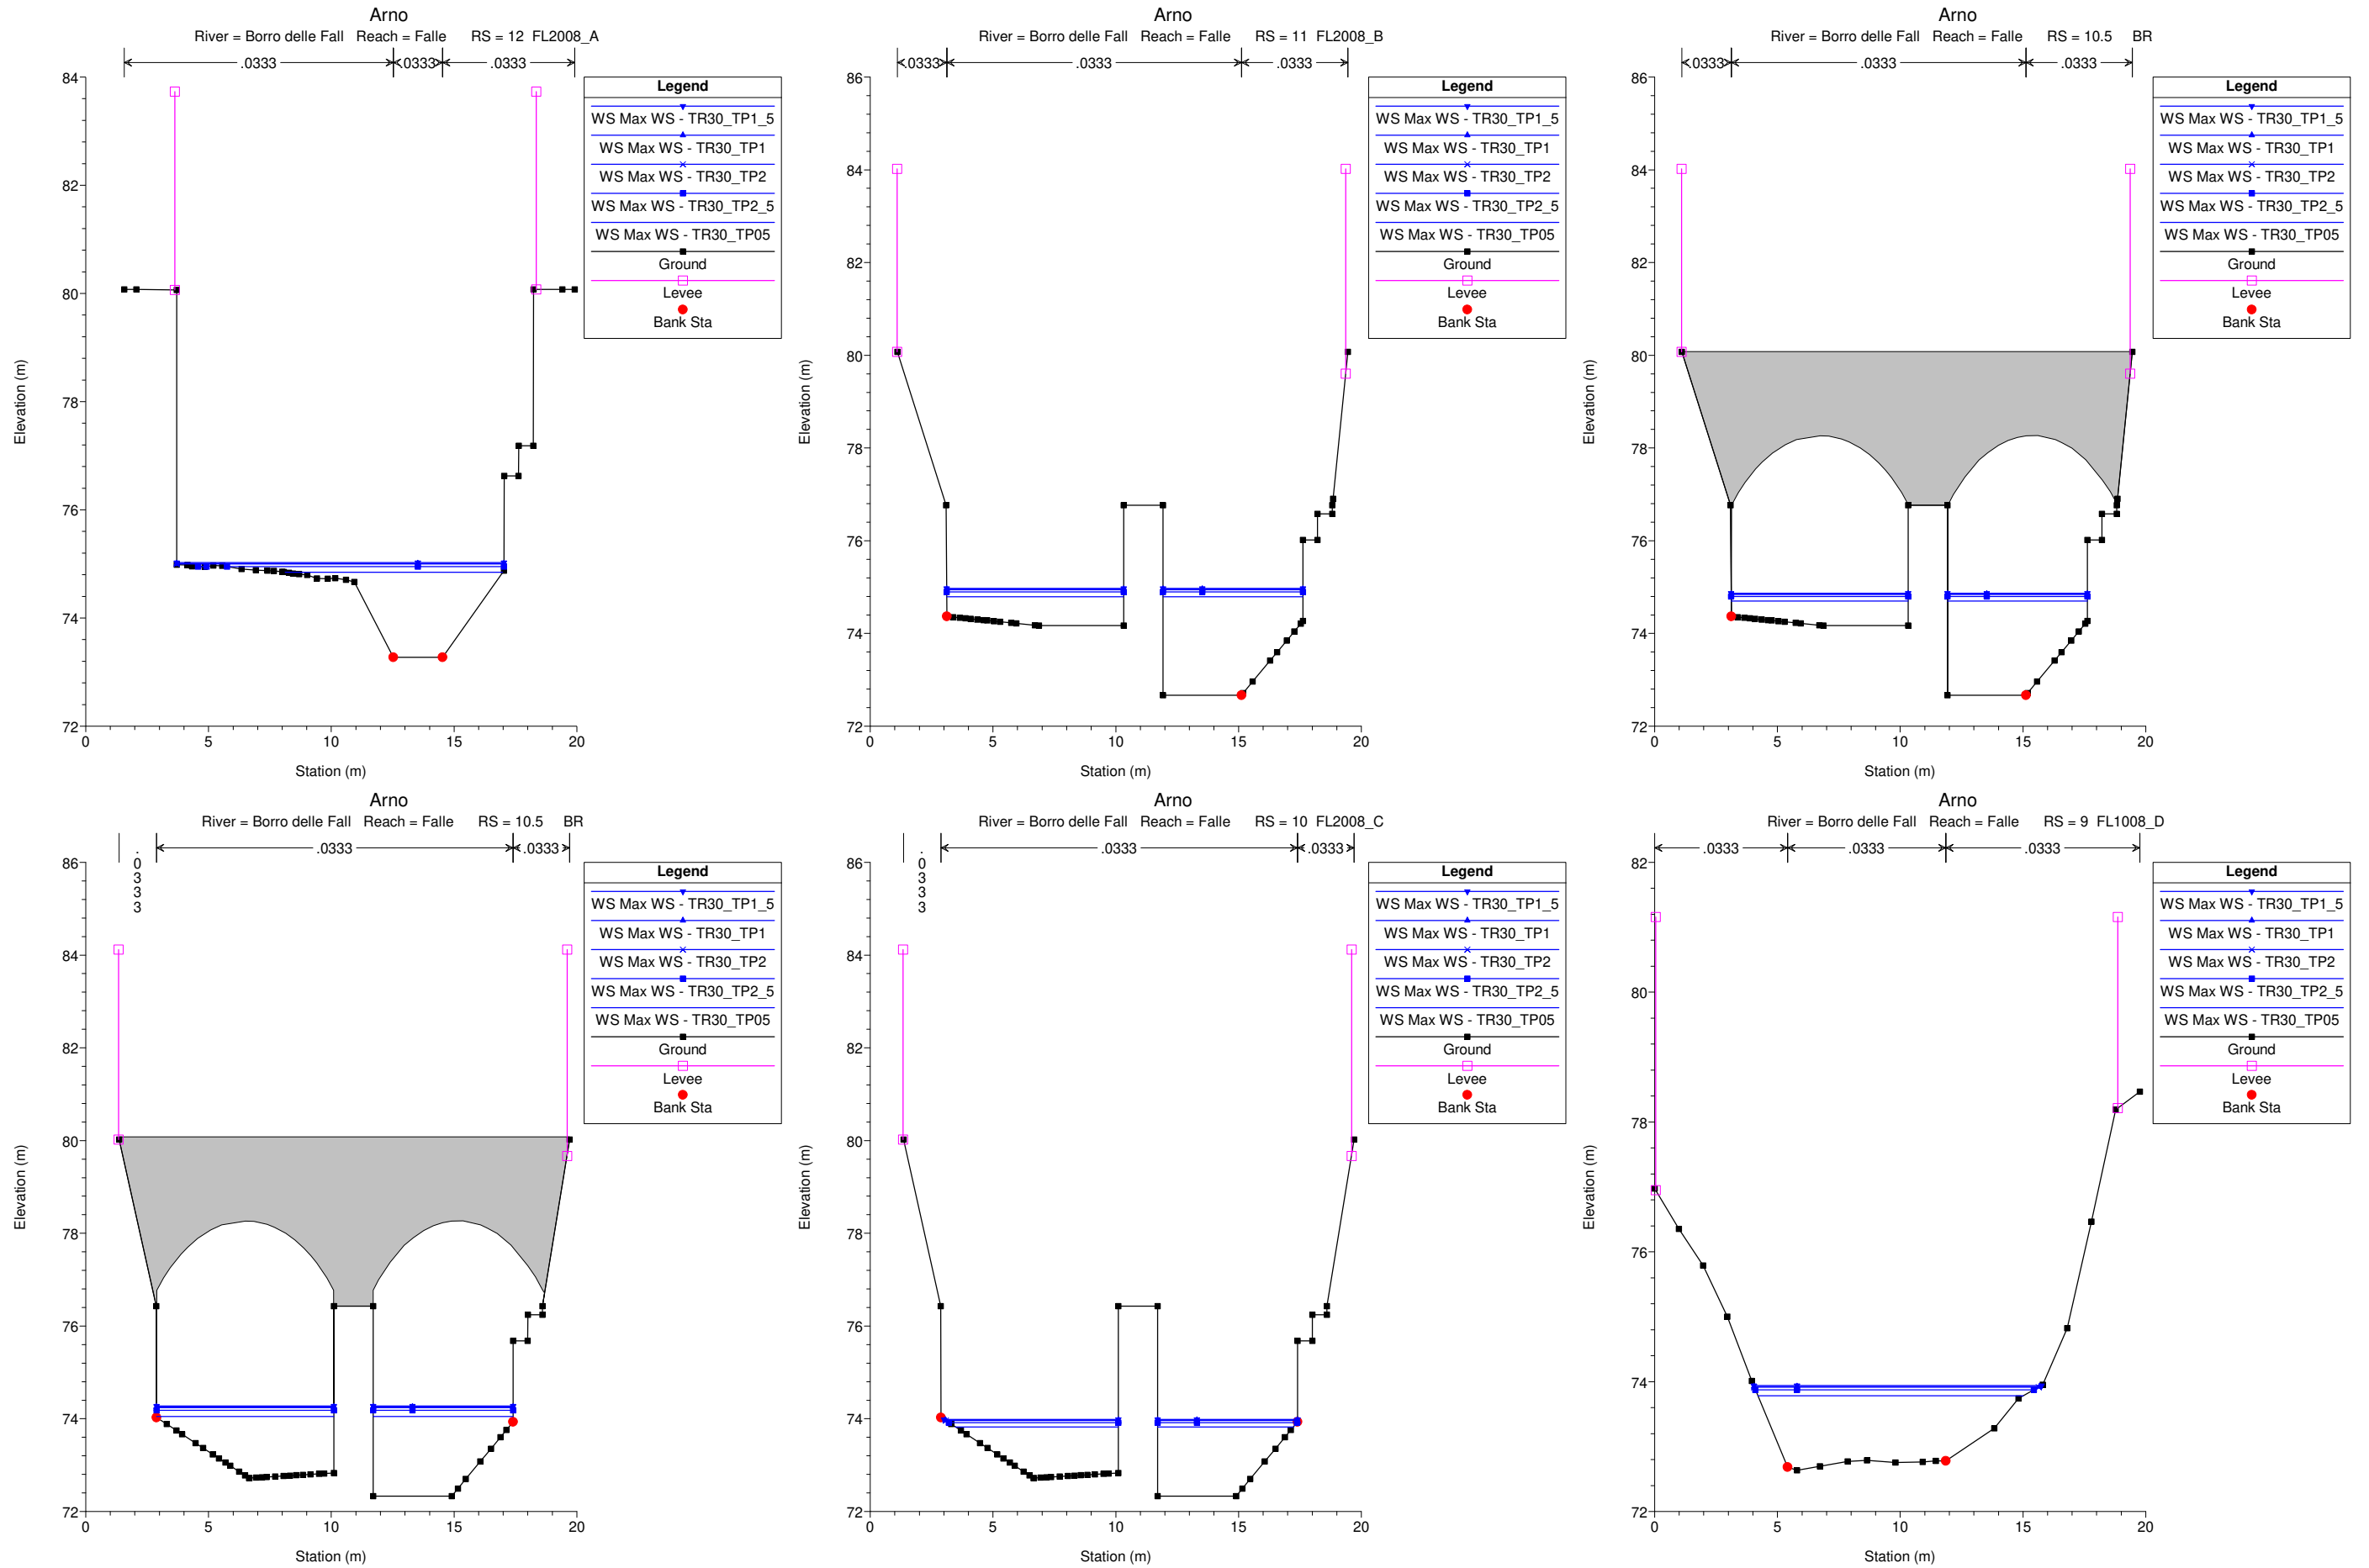 Arno
River = Borro delle Fall Reach = Falle RS = 12 FL2008_A
.0333 .0333 .0333
84
82
80
78
76
74
72
0 5 10 15 20
Elevation (m)
Station (m)
Legend
WS Max WS - TR30_TP1_5
WS Max WS - TR30_TP1
WS Max WS - TR30_TP2
WS Max WS - TR30_TP2_5
WS Max WS - TR30_TP05
Ground
Levee
Bank Sta
Arno
River = Borro delle Fall Reach = Falle RS = 11 FL2008_B
.0333 .0333 .0333
86
84
82
80
78
76
74
72
0 5 10 15 20
Elevation (m)
Station (m)
Legend
WS Max WS - TR30_TP1_5
WS Max WS - TR30_TP1
WS Max WS - TR30_TP2
WS Max WS - TR30_TP2_5
WS Max WS - TR30_TP05
Ground
Levee
Bank Sta
Arno
River = Borro delle Fall Reach = Falle RS = 10.5 BR
.0333 .0333 .0333
86
84
82
80
78
76
74
72
0 5 10 15 20
Elevation (m)
Station (m)
Legend
WS Max WS - TR30_TP1_5
WS Max WS - TR30_TP1
WS Max WS - TR30_TP2
WS Max WS - TR30_TP2_5
WS Max WS - TR30_TP05
Ground
Levee
Bank Sta
Arno
River = Borro delle Fall Reach = Falle RS = 10.5 BR
.0333 .0333 .0333
86
84
82
80
78
76
74
72
0 5 10 15 20
Elevation (m)
Station (m)
Legend
WS Max WS - TR30_TP1_5
WS Max WS - TR30_TP1
WS Max WS - TR30_TP2
WS Max WS - TR30_TP2_5
WS Max WS - TR30_TP05
Ground
Levee
Bank Sta
Arno
River = Borro delle Fall Reach = Falle RS = 10 FL2008_C
.0333 .0333 .0333
86
84
82
80
78
76
74
72
0 5 10 15 20
Elevation (m)
Station (m)
Legend
WS Max WS - TR30_TP1_5
WS Max WS - TR30_TP1
WS Max WS - TR30_TP2
WS Max WS - TR30_TP2_5
WS Max WS - TR30_TP05
Ground
Levee
Bank Sta
Arno
River = Borro delle Fall Reach = Falle RS = 9 FL1008_D
.0333 .0333 .0333
82
80
78
76
74
72
0 5 10 15 20
Elevation (m)
Station (m)
Legend
WS Max WS - TR30_TP1_5
WS Max WS - TR30_TP1
WS Max WS - TR30_TP2
WS Max WS - TR30_TP2_5
WS Max WS - TR30_TP05
Ground
Levee
Bank Sta